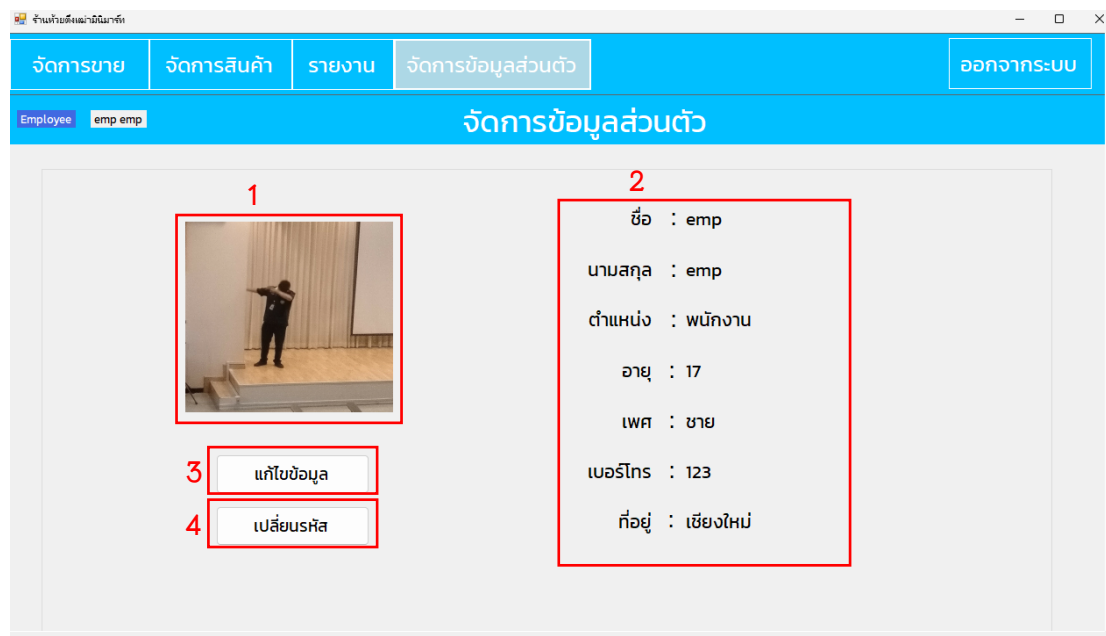 ร้านห้วยตึงเฒ่ามินิมาร์ท
จัดการขาย จัดการสินค้า รายงาน จัดการข้อมูลส่วนตัว ออกจากระบบ
Employee emp emp จัดการข้อมูลส่วนตัว
1
2
ชื่อ : emp
นามสกุล : emp
ตำแหน่ง : พนักงาน
อายุ : 17
เพศ : ชาย
เบอร์โทร : 123
ที่อยู่ : เชียงใหม่
3 แก้ไขข้อมูล
4 เปลี่ยนรหัส